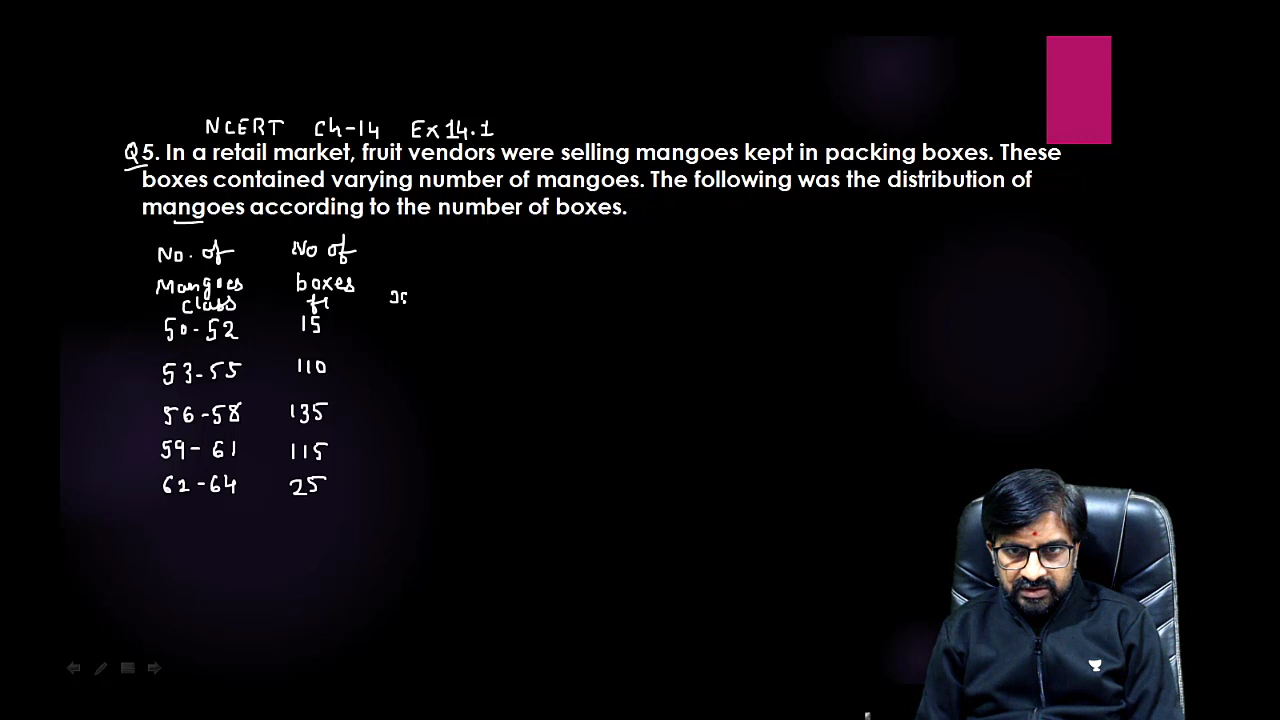 NCERT Ch-14 Ex 14.1
Q5. In a retail market, fruit vendors were selling mangoes kept in packing boxes. These
boxes contained varying number of mangoes. The following was the distribution of
mangoes according to the number of boxes.
No. of No of
Mangoes boxes
class fi
50-52 15
53-55 110
56-58 135
59-61 115
62-64 25